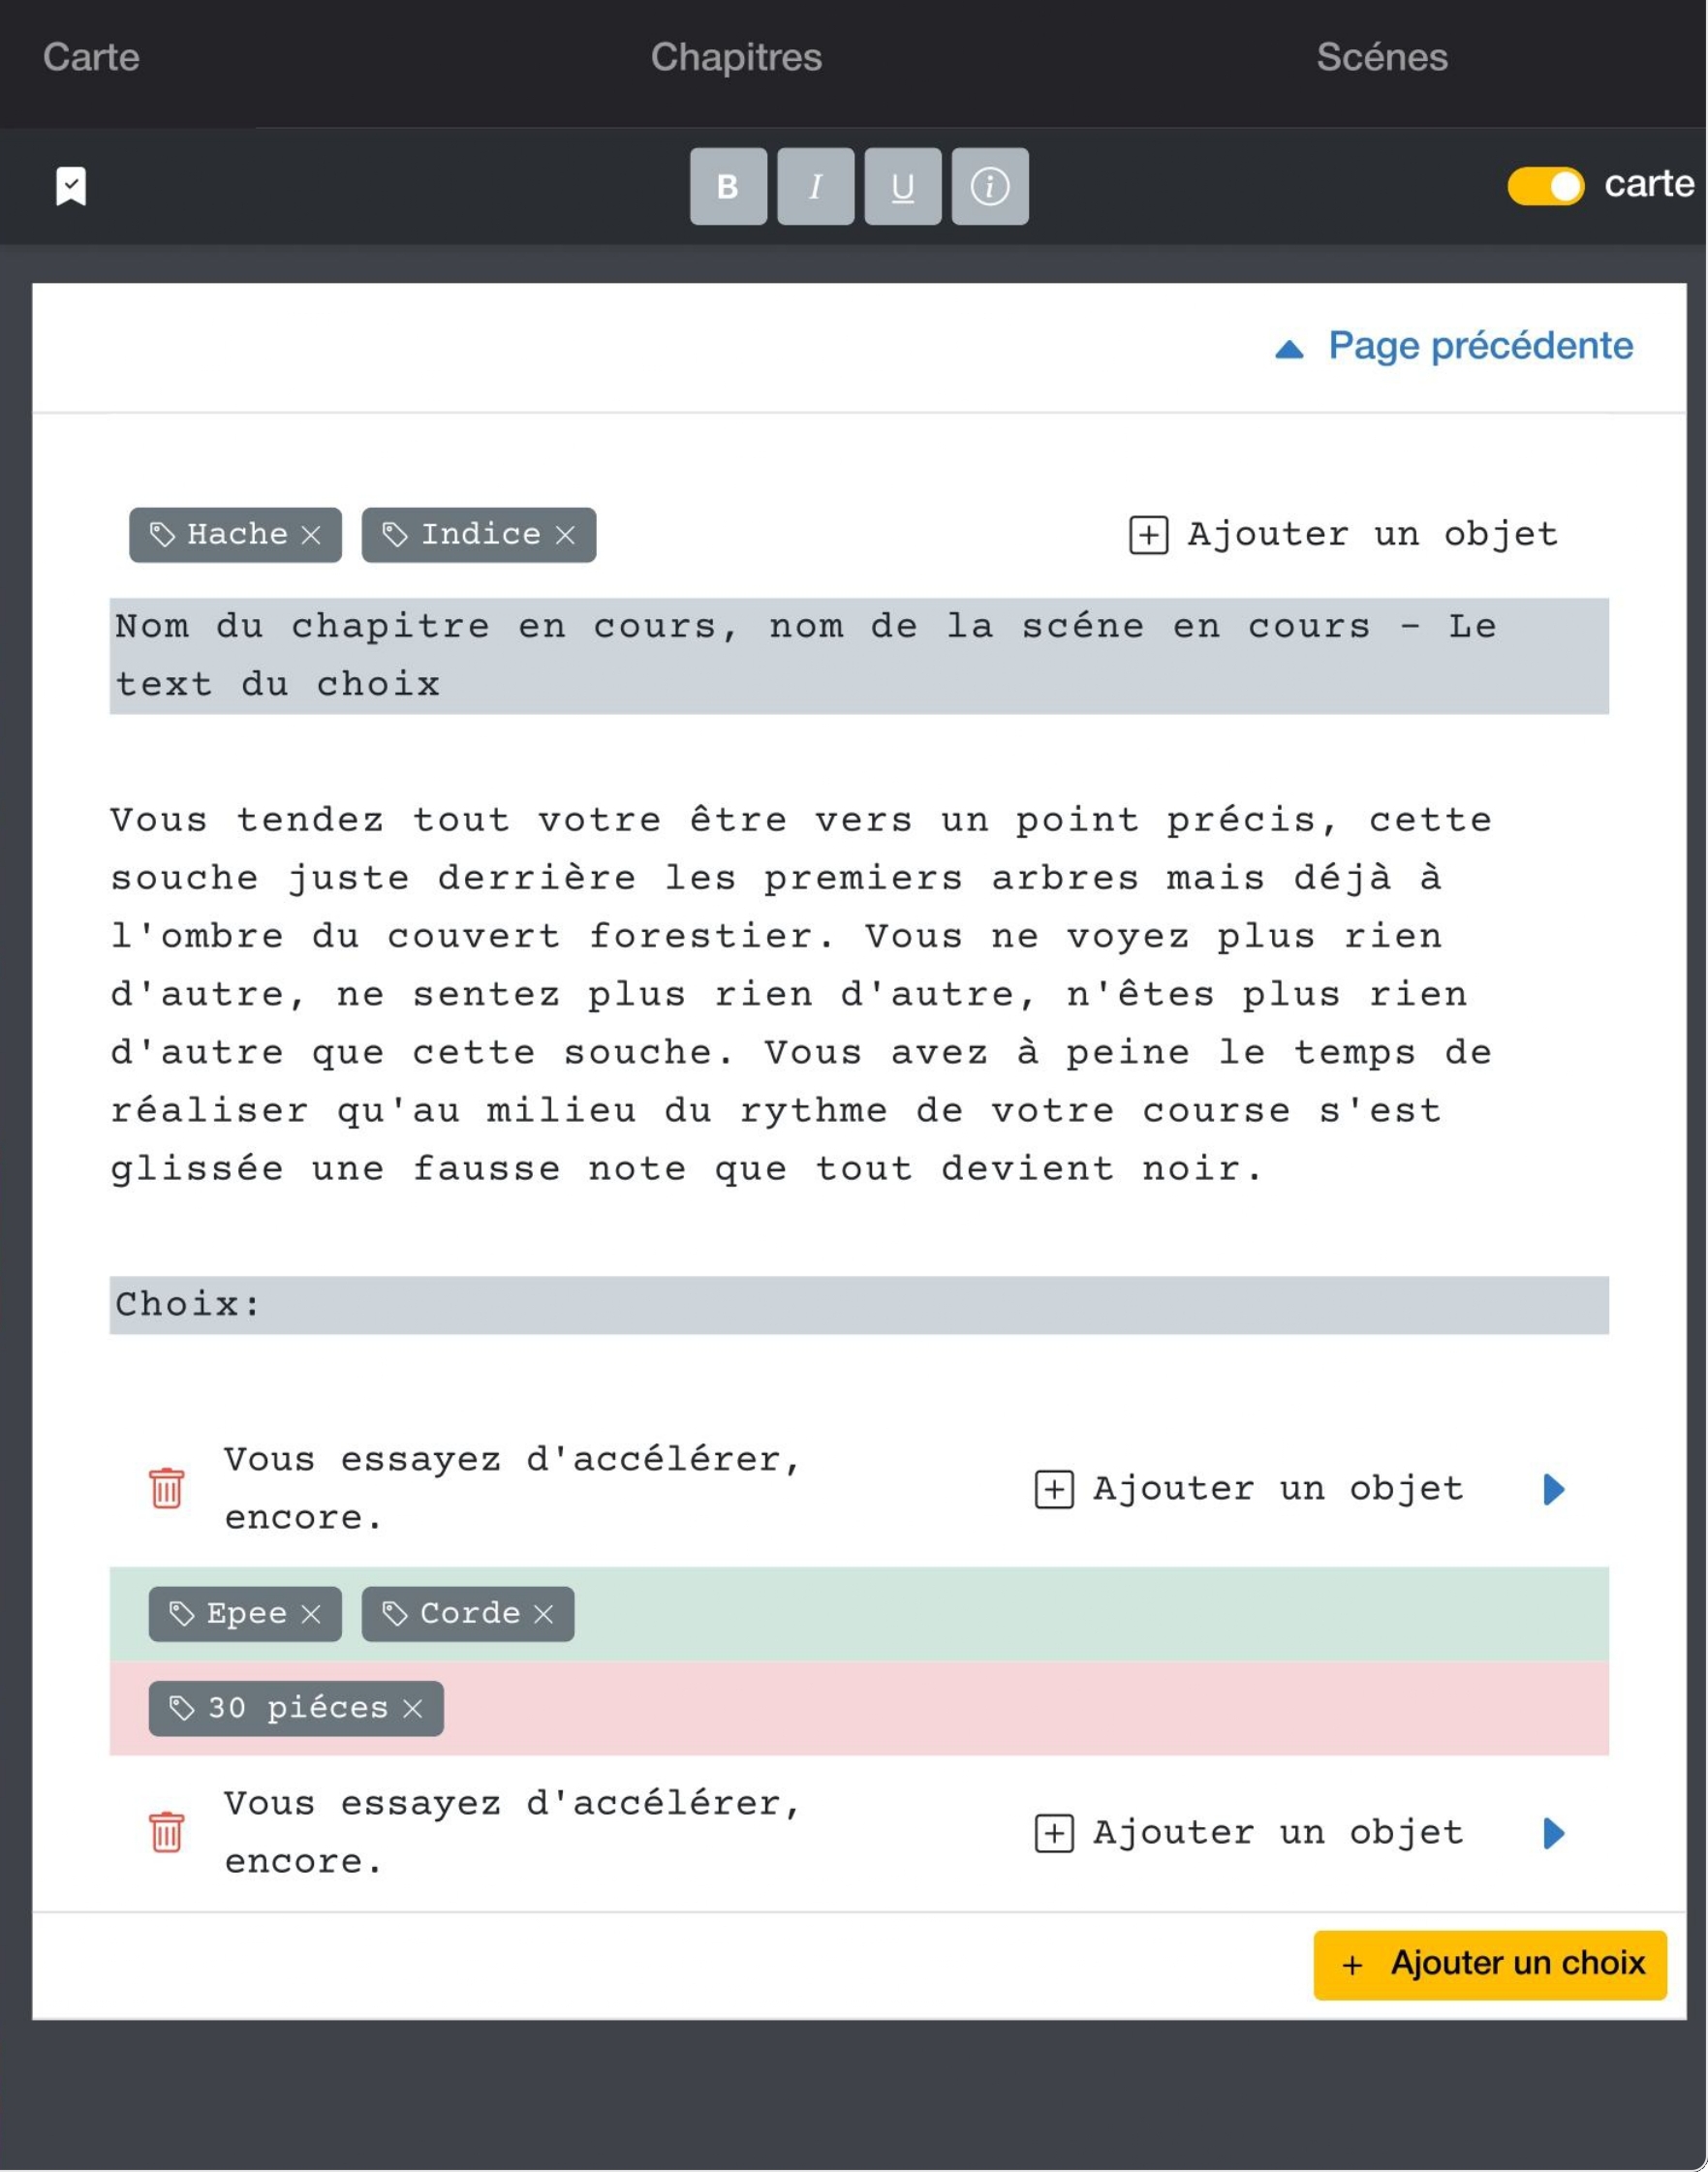 Carte Chapitres Scénes
B I U i carte
Page précédente
Hache Indice Ajouter un objet
Nom du chapitre en cours, nom de la scéne en cours - Le
text du choix
Vous tendez tout votre être vers un point précis, cette
souche juste derrière les premiers arbres mais déjà à
l'ombre du couvert forestier. Vous ne voyez plus rien
d'autre, ne sentez plus rien d'autre, n'êtes plus rien
d'autre que cette souche. Vous avez à peine le temps de
réaliser qu'au milieu du rythme de votre course s'est
glissée une fausse note que tout devient noir.
Choix:
Vous essayez d'accélérer,
encore.
Ajouter un objet
Epee Corde
30 piéces
Vous essayez d'accélérer,
encore.
Ajouter un objet
+ Ajouter un choix